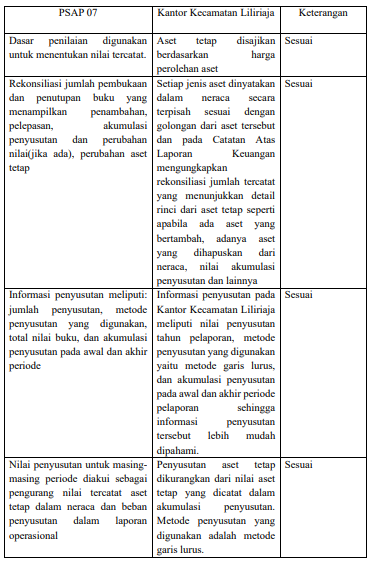 PSAP 07
Kantor Kecamatan Liliriaja
Keterangan
Dasar penilaian digunakan
untuk menentukan nilai tercatat.
Aset tetap disajikan
berdasarkan harga
perolehan aset
Sesuai
Rekonsiliasi jumlah pembukaan
dan penutupan buku yang
menampilkan penambahan,
pelepasan, akumulasi
penyusutan dan perubahan
nilai(jika ada), perubahan aset
tetap
Setiap jenis aset dinyatakan
dalam neraca secara
terpisah sesuai dengan
golongan dari aset tersebut
dan pada Catatan Atas
Laporan Keuangan
mengungkapkan
rekonsiliasi jumlah tercatat
yang menunjukkan detail
rinci dari aset tetap seperti
apabila ada aset yang
bertambah, adanya aset
yang dihapuskan dari
neraca, nilai akumulasi
penyusutan dan lainnya
Sesuai
Informasi penyusutan meliputi:
jumlah penyusutan, metode
penyusutan yang digunakan,
total nilai buku, dan akumulasi
penyusutan pada awal dan akhir
periode
Informasi penyusutan pada
Kantor Kecamatan Liliriaja
meliputi nilai penyusutan
tahun pelaporan, metode
penyusutan yang digunakan
yaitu metode garis lurus,
dan akumulasi penyusutan
pada awal dan akhir periode
pelaporan sehingga
informasi penyusutan
tersebut lebih mudah
dipahami.
Sesuai
Nilai penyusutan untuk masing-
masing periode diakui sebagai
pengurang nilai tercatat aset
tetap dalam neraca dan beban
penyusutan dalam laporan
operasional
Penyusutan aset tetap
dikurangkan dari nilai aset
tetap yang dicatat dalam
akumulasi penyusutan.
Metode penyusutan yang
digunakan adalah metode
garis lurus.
Sesuai